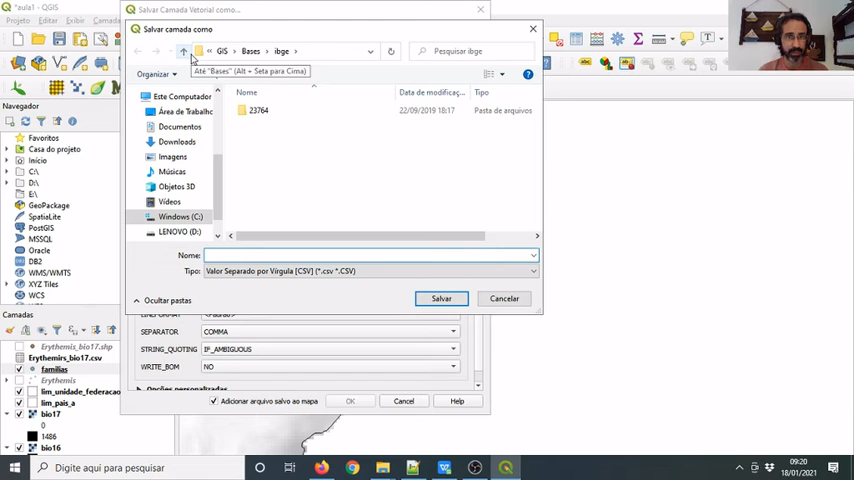 *aula1 - QGIS
Projeto Editar
Salvar Camada Vetorial como...
Salvar camada como
GIS
Bases
ibge
Pesquisar ibge
Organizar
Até "Bases" (Alt + Seta para Cima)
Este Computador
Área de Trabalho
Documentos
Downloads
Imagens
Músicas
Objetos 3D
Vídeos
Windows (C:)
LENOVO (D:)
Nome
Data de modificaç...
Tipo
23764
22/09/2019 18:17
Pasta de arquivos
Nome:
Tipo: Valor Separado por Vírgula [CSV] (*.csv *.CSV)
Ocultar pastas
Salvar
Cancelar
Navegador
Favoritos
Casa do projeto
Início
C:\
D:\
E:\
GeoPackage
SpatiaLite
PostGIS
MSSQL
Oracle
DB2
WMS/WMTS
XYZ Tiles
WCS
Camadas
Erythemis_bio17.shp
Erythemis_bio17.csv
familias
Erythemis
lim_unidade_federacao
lim_pais_a
bio17
0
1486
bio16
SEPARATOR COMMA
STRING_QUOTING IF_AMBIGUOUS
WRITE_BOM NO
Opções personalizadas
Adicionar arquivo salvo ao mapa
OK
Cancel
Help
Digite aqui para pesquisar
09:20
18/01/2021